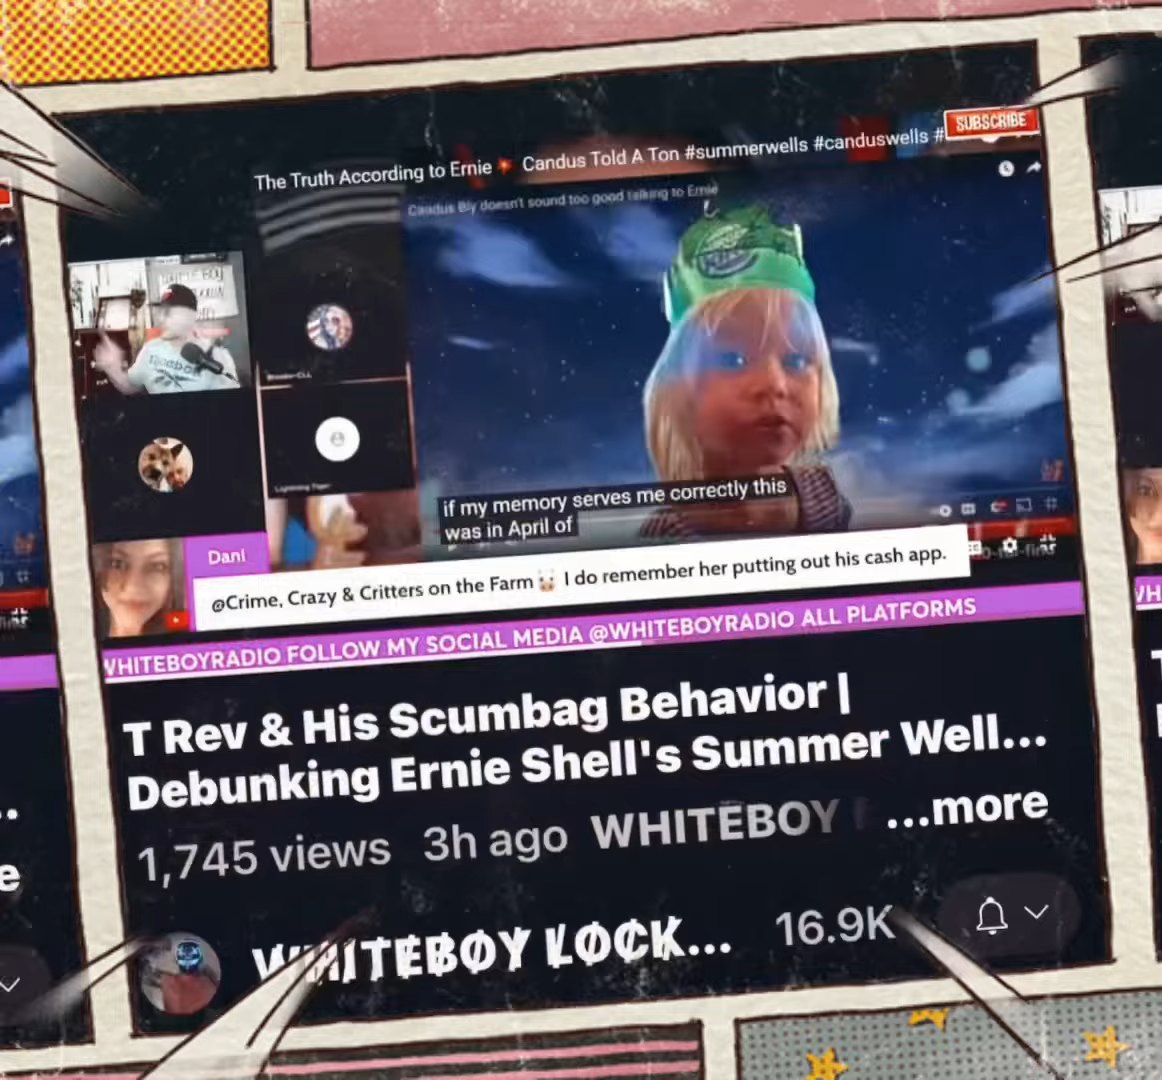 SUBSCRIBE
The Truth According to Ernie Candus Told A Ton #summerwells #canduswells #
Candus Bly doesn't sound too good talking to Ernie
Reebok
if my memory serves me correctly this
was in April of
Dani
@Crime, Crazy & Critters on the Farm 🐮 I do remember her putting out his cash app.
WHITEBOYRADIO FOLLOW MY SOCIAL MEDIA @WHITEBOYRADIO ALL PLATFORMS
T Rev & His Scumbag Behavior |
Debunking Ernie Shell's Summer Well...
1,745 views 3h ago WHITEBOY ...more
WHITEBØY LØCK... 16.9K